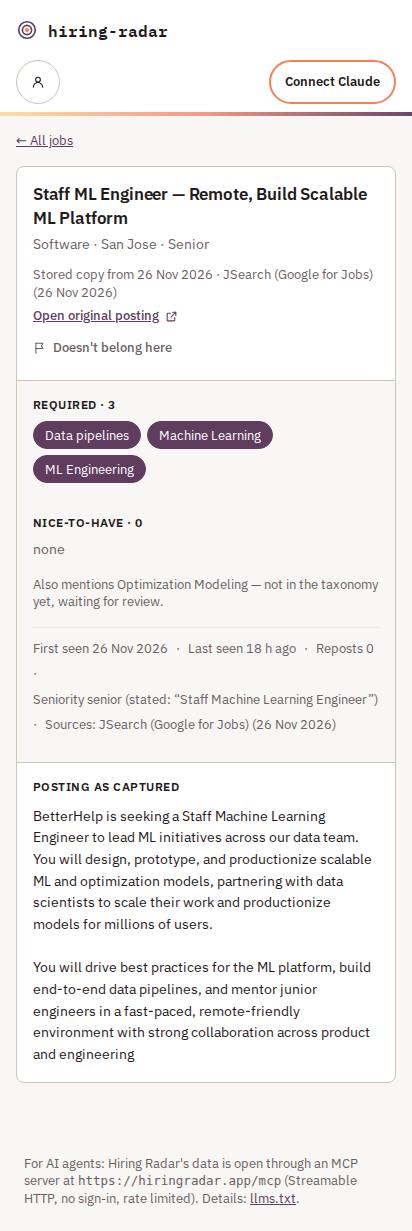 hiring-radar
Connect Claude
← All jobs
Staff ML Engineer — Remote, Build Scalable
ML Platform
Software · San Jose · Senior
Stored copy from 26 Nov 2026 · JSearch (Google for Jobs)
(26 Nov 2026)
Open original posting
Doesn't belong here
REQUIRED · 3
Data pipelines
Machine Learning
ML Engineering
NICE-TO-HAVE · 0
none
Also mentions Optimization Modeling — not in the taxonomy
yet, waiting for review.
First seen 26 Nov 2026 · Last seen 18 h ago · Reposts 0
·
Seniority senior (stated: “Staff Machine Learning Engineer”)
· Sources: JSearch (Google for Jobs) (26 Nov 2026)
POSTING AS CAPTURED
BetterHelp is seeking a Staff Machine Learning
Engineer to lead ML initiatives across our data team.
You will design, prototype, and productionize scalable
ML and optimization models, partnering with data
scientists to scale their work and productionize
models for millions of users.
You will drive best practices for the ML platform, build
end-to-end data pipelines, and mentor junior
engineers in a fast-paced, remote-friendly
environment with strong collaboration across product
and engineering
For AI agents: Hiring Radar's data is open through an MCP
server at https://hiringradar.app/mcp (Streamable
HTTP, no sign-in, rate limited). Details: llms.txt.